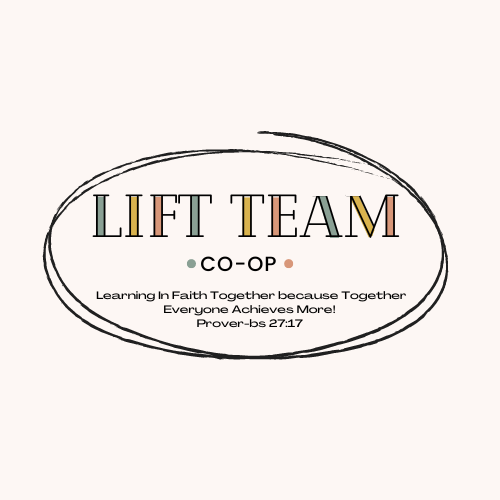 LIFT TEAM
CO-OP
Learning In Faith Together because Together
Everyone Achieves More!
Prover-bs 27:17